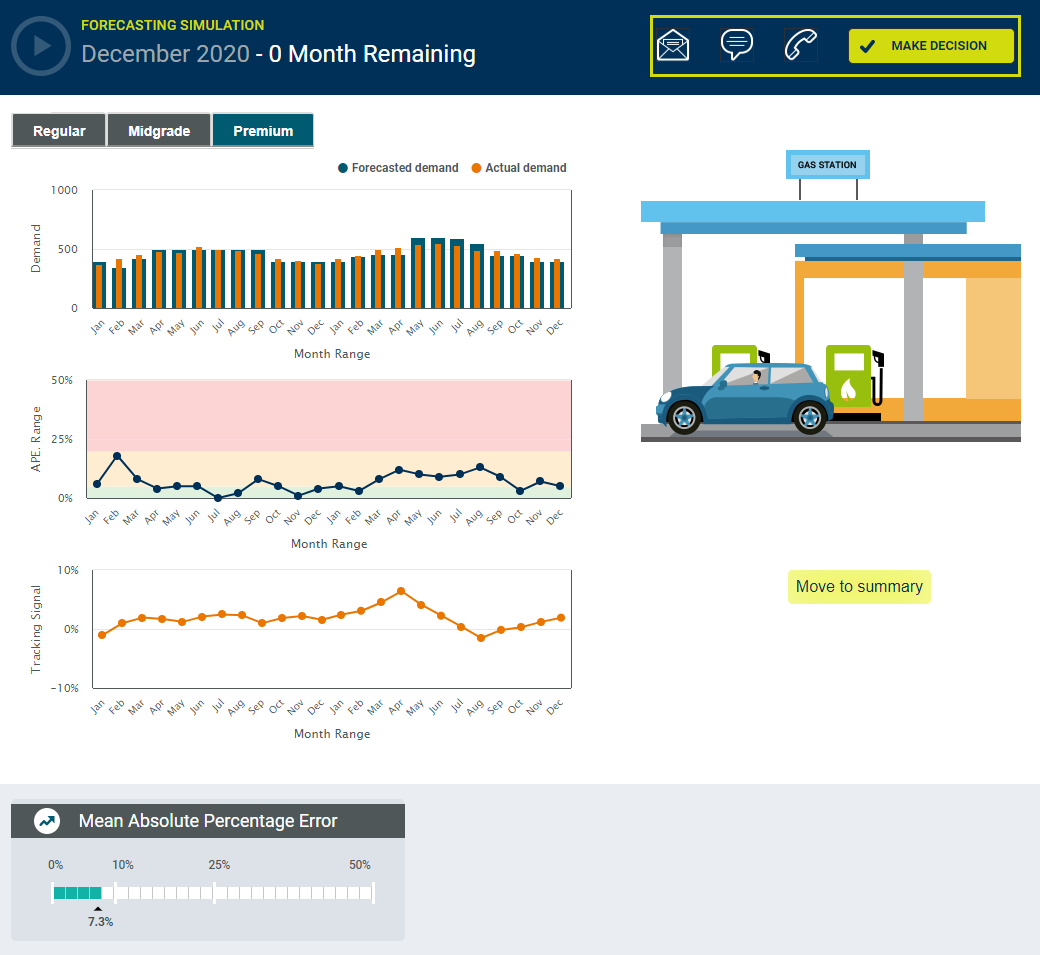 FORECASTING SIMULATION
December 2020 - 0 Month Remaining
MAKE DECISION
Regular Midgrade Premium
Forecasted demand Actual demand
1000
500
0
Demand
Jan Feb Mar Apr May Jun Jul Aug Sep Oct Nov Dec Jan Feb Mar Apr May Jun Jul Aug Sep Oct Nov Dec
Month Range
50%
25%
0%
APE. Range
Jan Feb Mar Apr May Jun Jul Aug Sep Oct Nov Dec Jan Feb Mar Apr May Jun Jul Aug Sep Oct Nov Dec
Month Range
10%
0%
-10%
Tracking Signal
Jan Feb Mar Apr May Jun Jul Aug Sep Oct Nov Dec Jan Feb Mar Apr May Jun Jul Aug Sep Oct Nov Dec
Month Range
GAS STATION
Move to summary
Mean Absolute Percentage Error
0% 10% 25% 50%
7.3%